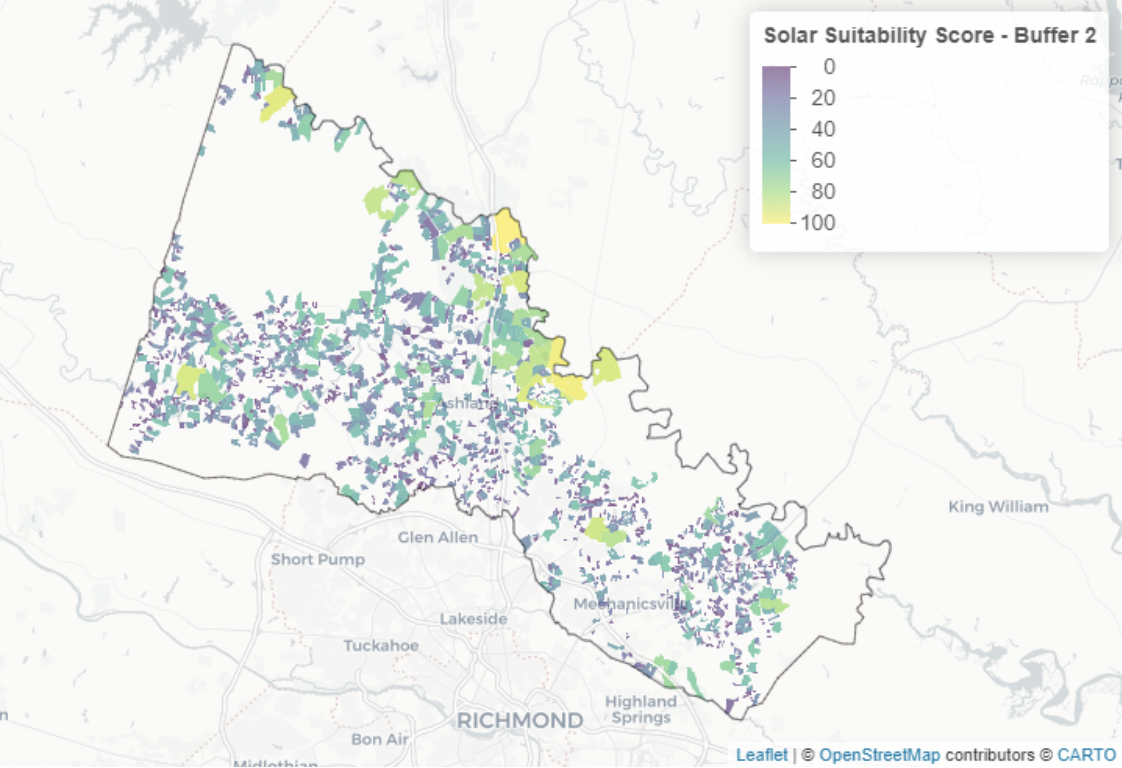 Solar Suitability Score - Buffer 2
0
20
40
60
80
100
Ashland
King William
Glen Allen
Short Pump
Mechanicsville
Lakeside
Tuckahoe
Highland
Springs
RICHMOND
Bon Air
Midlothian
Leaflet | © OpenStreetMap contributors © CARTO